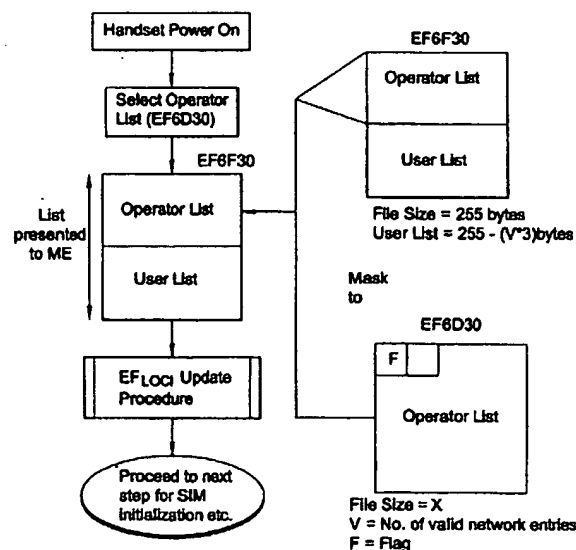 Handset Power On
Select Operator
List (EF6D30)
EF6F30
List
presented
to ME
Operator List
User List
EFLOCI Update
Procedure
Proceed to next
step for SIM
initialization etc.
EF6F30
Operator List
User List
File Size = 255 bytes
User List = 255 - (V*3)bytes
Mask
to
EF6D30
F
Operator List
File Size = X
V = No. of valid network entries
F = Flag